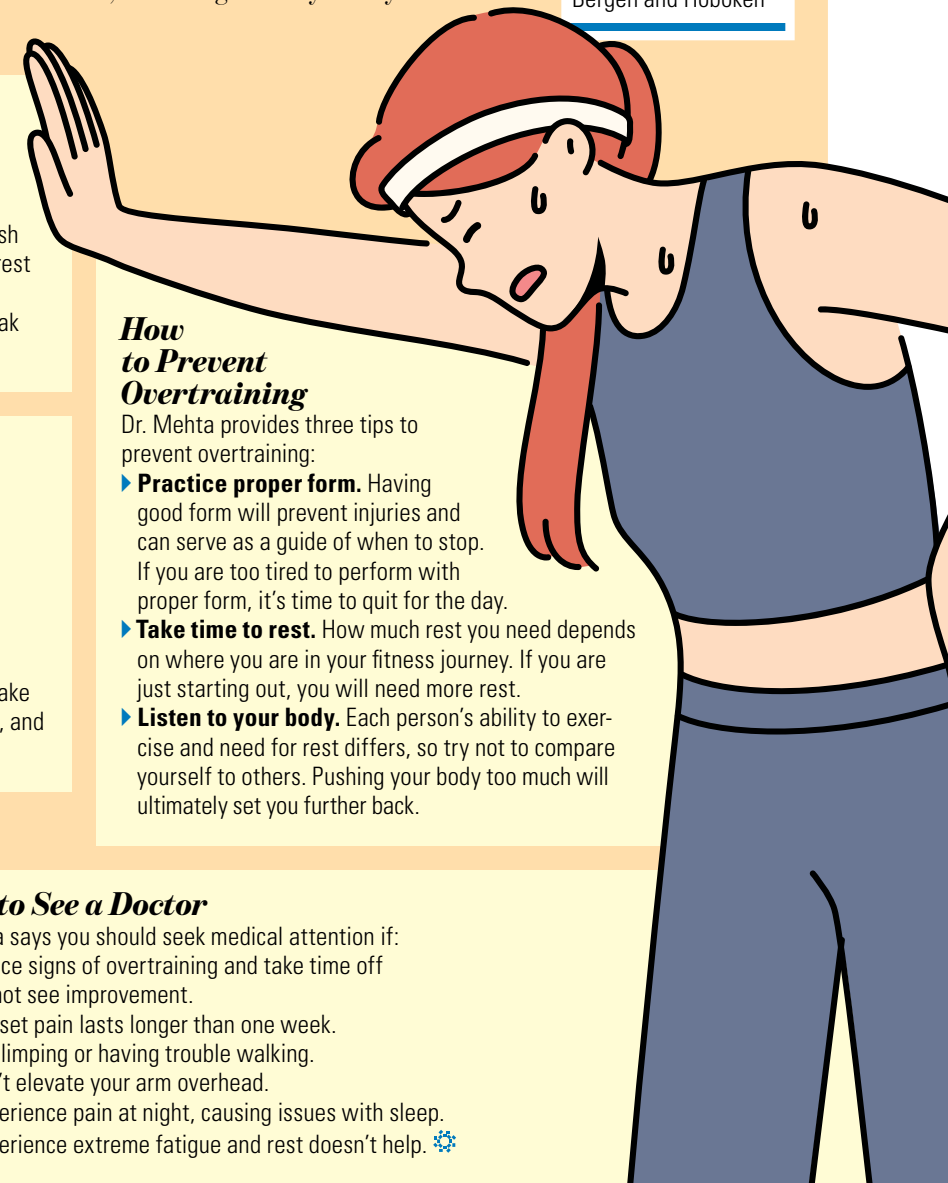 Bergen and Hoboken
How
to Prevent
Overtraining
Dr. Mehta provides three tips to
prevent overtraining:
Practice proper form. Having
good form will prevent injuries and
can serve as a guide of when to stop.
If you are too tired to perform with
proper form, it’s time to quit for the day.
Take time to rest. How much rest you need depends
on where you are in your fitness journey. If you are
just starting out, you will need more rest.
Listen to your body. Each person’s ability to exer-
cise and need for rest differs, so try not to compare
yourself to others. Pushing your body too much will
ultimately set you further back.
, and
to See a Doctor
says you should seek medical attention if:
signs of overtraining and take time off
not see improvement.
pain lasts longer than one week.
limping or having trouble walking.
elevate your arm overhead.
pain at night, causing issues with sleep.
extreme fatigue and rest doesn’t help.